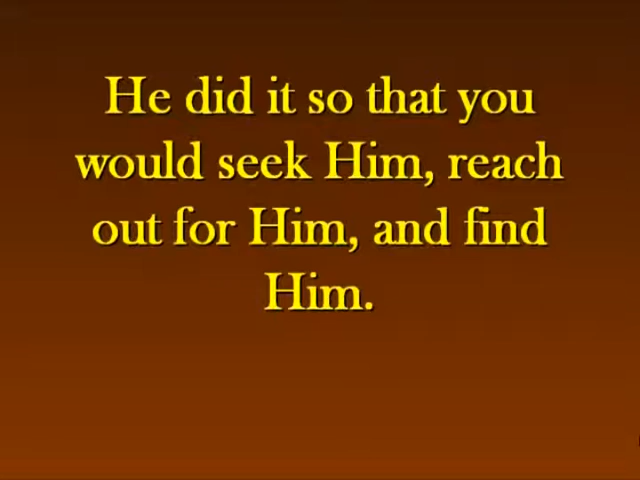 He did it so that you
would seek Him, reach
out for Him, and find
Him.